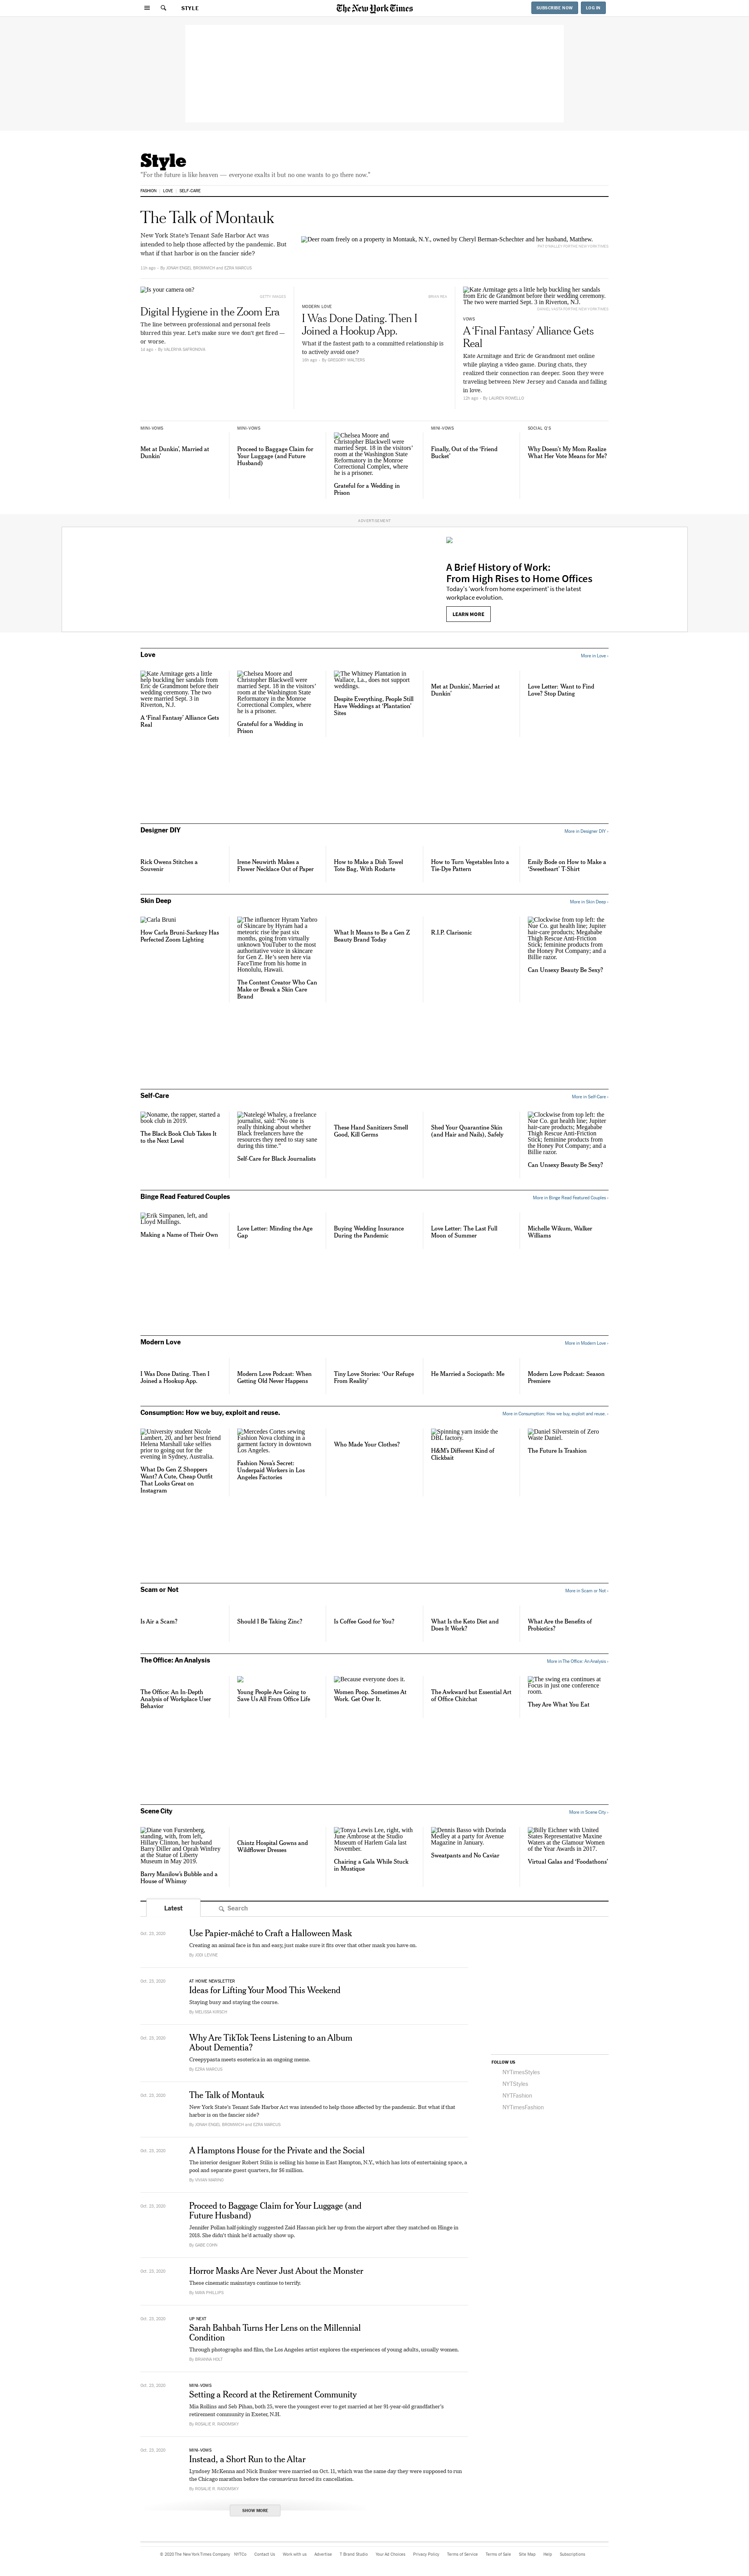 STYLE
The New York Times
SUBSCRIBE NOW
LOG IN
Style
"For the future is like heaven — everyone exalts it but no one wants to go there now."
FASHION
LOVE
SELF-CARE
The Talk of Montauk
New York State's Tenant Safe Harbor Act was
intended to help those affected by the pandemic. But
what if that harbor is on the fancier side?
By JONAH ENGEL BROMWICH and EZRA MARCUS
Deer roam freely on a property in Montauk, N.Y., owned by Cheryl Berman-Schechter and her husband, Matthew.
Is your camera on?
GETTY IMAGES
Digital Hygiene in the Zoom Era
The line between professional and personal feels
blurred this year. Let's make sure we don't get fired —
or worse.
1d ago
By VALERIYA SAFRONOVA
BRIAN REA
MODERN LOVE
I Was Done Dating. Then I
Joined a Hookup App.
What if the fastest path to a committed relationship is
to actively avoid one?
By GREGORY WALTERS
Kate Armitage gets a little help buckling her sandals
from Eric de Grandmont before their wedding ceremony.
The two were married Sept. 3 in Riverton, N.J.
VOWS
A 'Final Fantasy' Alliance Gets
Real
Kate Armitage and Eric de Grandmont met online
while playing a video game. During chats, they
realized their connection ran deeper. Soon they were
traveling between New Jersey and Canada and falling
in love.
By LAUREN ROWELLO
MINI-VOWS
Met at Dunkin', Married at
Dunkin'
MINI-VOWS
Proceed to Baggage Claim for
Your Luggage (and Future
Husband)
Chelsea Moore and
Christopher Blackwell were
married Sept. 18 in the visitors'
room at the Washington State
Reformatory in the Monroe
Correctional Complex, where
he is a prisoner.
Grateful for a Wedding in
Prison
MINI-VOWS
Finally, Out of the 'Friend
Bucket'
SOCIAL Q'S
Why Doesn't My Mom Realize
What Her Vote Means for Me?
ADVERTISEMENT
A Brief History of Work:
From High Rises to Home Offices
Today's 'work from home experiment' is the latest
workplace evolution.
LEARN MORE
Love
More in Love ›
Kate Armitage gets a little
help buckling her sandals from
Eric de Grandmont before their
wedding ceremony. The two
were married Sept. 3 in
Riverton, N.J.
A 'Final Fantasy' Alliance Gets
Real
Chelsea Moore and
Christopher Blackwell were
married Sept. 18 in the visitors'
room at the Washington State
Reformatory in the Monroe
Correctional Complex, where
he is a prisoner.
Grateful for a Wedding in
Prison
The Whitney Plantation in
Wallace, La., does not support
weddings.
Despite Everything, People Still
Have Weddings at 'Plantation'
Sites
Met at Dunkin', Married at
Dunkin'
Love Letter: Want to Find
Love? Stop Dating
Designer DIY
More in Designer DIY ›
Rick Owens Stitches a
Souvenir
Irene Neuwirth Makes a
Flower Necklace Out of Paper
How to Make a Dish Towel
Tote Bag, With Rodarte
How to Turn Vegetables Into a
Tie-Dye Pattern
Emily Bode on How to Make a
'Sweetheart' T-Shirt
Skin Deep
More in Skin Deep ›
Carla Bruni
How Carla Bruni-Sarkozy Has
Perfected Zoom Lighting
The influencer Hyram Yarbro
of Skincare by Hyram had a
meteoric rise the past six
months, going from virtually
unknown YouTuber to the most
authoritative voice in skincare
for Gen Z. He's seen here via
FaceTime from his home in
Honolulu, Hawaii.
The Content Creator Who Can
Make or Break a Skin Care
Brand
What It Means to Be a Gen Z
Beauty Brand Today
R.I.P. Clarisonic
Clockwise from top left: the
Nue Co. gut health line; Jupiter
hair-care products; Megababe
Thigh Rescue Anti-Friction
Stick; feminine products from
the Honey Pot Company; and a
Billie razor.
Can Unsexy Beauty Be Sexy?
Self-Care
More in Self-Care ›
Noname, the rapper, started a
book club in 2019.
The Black Book Club Takes It
to the Next Level
Natelegé Whaley, a freelance
journalist, said: "No one is
really thinking about whether
Black freelancers have the
resources they need to stay sane
during this time."
Self-Care for Black Journalists
These Hand Sanitizers Smell
Good, Kill Germs
Shed Your Quarantine Skin
(and Hair and Nails), Safely
Clockwise from top left: the
Nue Co. gut health line; Jupiter
hair-care products; Megababe
Thigh Rescue Anti-Friction
Stick; feminine products from
the Honey Pot Company; and a
Billie razor.
Can Unsexy Beauty Be Sexy?
Binge Read Featured Couples
More in Binge Read Featured Couples ›
Erik Simpanen, left, and
Lloyd Mullings.
Making a Name of Their Own
Love Letter: Minding the Age
Gap
Buying Wedding Insurance
During the Pandemic
Love Letter: The Last Full
Moon of Summer
Michelle Wikum, Walker
Williams
Modern Love
More in Modern Love ›
I Was Done Dating. Then I
Joined a Hookup App.
Modern Love Podcast: When
Getting Old Never Happens
Tiny Love Stories: 'Our Refuge
From Reality'
He Married a Sociopath: Me
Modern Love Podcast: Season
Premiere
Consumption: How we buy, exploit and reuse.
More in Consumption: How we buy, exploit and reuse. ›
University student Nicole
Lambert, 20, and her best friend
Helena Marshall take selfies
prior to going out for the
evening in Sydney, Australia.
What Do Gen Z Shoppers
Want? A Cute, Cheap Outfit
That Looks Great on
Instagram
Mercedes Cortes sewing
Fashion Nova clothing in a
garment factory in downtown
Los Angeles.
Fashion Nova's Secret:
Underpaid Workers in Los
Angeles Factories
Who Made Your Clothes?
Spinning yarn inside the
DBL factory.
H&M's Different Kind of
Clickbait
Daniel Silverstein of Zero
Waste Daniel.
The Future Is Trashion
Scam or Not
More in Scam or Not ›
Is Air a Scam?
Should I Be Taking Zinc?
Is Coffee Good for You?
What Is the Keto Diet and
Does It Work?
What Are the Benefits of
Probiotics?
The Office: An Analysis
More in The Office: An Analysis ›
The Office: An In-Depth
Analysis of Workplace User
Behavior
Young People Are Going to
Save Us All From Office Life
Because everyone does it.
Women Poop. Sometimes At
Work. Get Over It.
The Awkward but Essential Art
of Office Chitchat
The swing era continues at
Focus in just one conference
room.
They Are What You Eat
Scene City
More in Scene City ›
Diane von Furstenberg,
standing, with, from left,
Hillary Clinton, her husband
Barry Diller and Oprah Winfrey
at the Statue of Liberty
Museum in May 2019.
Barry Manilow's Bubble and a
House of Whimsy
Chintz Hospital Gowns and
Wildflower Dresses
Tonya Lewis Lee, right, with
June Ambrose at the Studio
Museum of Harlem Gala last
November.
Chairing a Gala While Stuck
in Mustique
Dennis Basso with Dorinda
Medley at a party for Avenue
Magazine in January.
Sweatpants and No Caviar
Billy Eichner with United
States Representative Maxine
Waters at the Glamour Women
of the Year Awards in 2017.
Virtual Galas and 'Foodathons'
Latest
Search
Oct. 23, 2020
Use Papier-mâché to Craft a Halloween Mask
Creating an animal face is fun and easy, just make sure it fits over that other mask you have on.
By JODI LEVINE
Oct. 23, 2020
AT HOME NEWSLETTER
Ideas for Lifting Your Mood This Weekend
Staying busy and staying the course.
By MELISSA KIRSCH
Oct. 23, 2020
Why Are TikTok Teens Listening to an Album
About Dementia?
Creepypasta meets esoterica in an ongoing meme.
By EZRA MARCUS
Oct. 23, 2020
The Talk of Montauk
New York State's Tenant Safe Harbor Act was intended to help those affected by the pandemic. But what if that
harbor is on the fancier side?
By JONAH ENGEL BROMWICH and EZRA MARCUS
A Hamptons House for the Private and the Social
The interior designer Robert Stilin is selling his home in East Hampton, N.Y., which has lots of entertaining space, a
pool and separate guest quarters, for $6 million.
By VIVIAN MARINO
Proceed to Baggage Claim for Your Luggage (and
Future Husband)
Jennifer Pollan half-jokingly suggested Zaid Hassan pick her up from the airport after they matched on Hinge in
2018. She didn't think he'd actually show up.
By GABE COHN
Horror Masks Are Never Just About the Monster
These cinematic mainstays continue to terrify.
By MAYA PHILLIPS
UP NEXT
Sarah Bahbah Turns Her Lens on the Millennial
Condition
Through photographs and film, the Los Angeles artist explores the experiences of young adults, usually women.
By BRIANNA HOLT
MINI-VOWS
Setting a Record at the Retirement Community
Mia Rollins and Seb Pihan, both 25, were the youngest ever to get married at her 91-year-old grandfather's
retirement community in Exeter, N.H.
By ROSALIE R. RADOMSKY
MINI-VOWS
Instead, a Short Run to the Altar
Lyndsey McKenna and Nick Bunker were married on Oct. 11, which was the same day they were supposed to run
the Chicago marathon before the coronavirus forced its cancellation.
By ROSALIE R. RADOMSKY
SHOW MORE
FOLLOW US
NYTimesStyles
NYTStyles
NYTFashion
NYTimesFashion
© 2020 The New York Times Company
NYTCo
Contact Us
Work with us
Advertise
T Brand Studio
Your Ad Choices
Privacy Policy
Terms of Service
Terms of Sale
Site Map
Help
Subscriptions